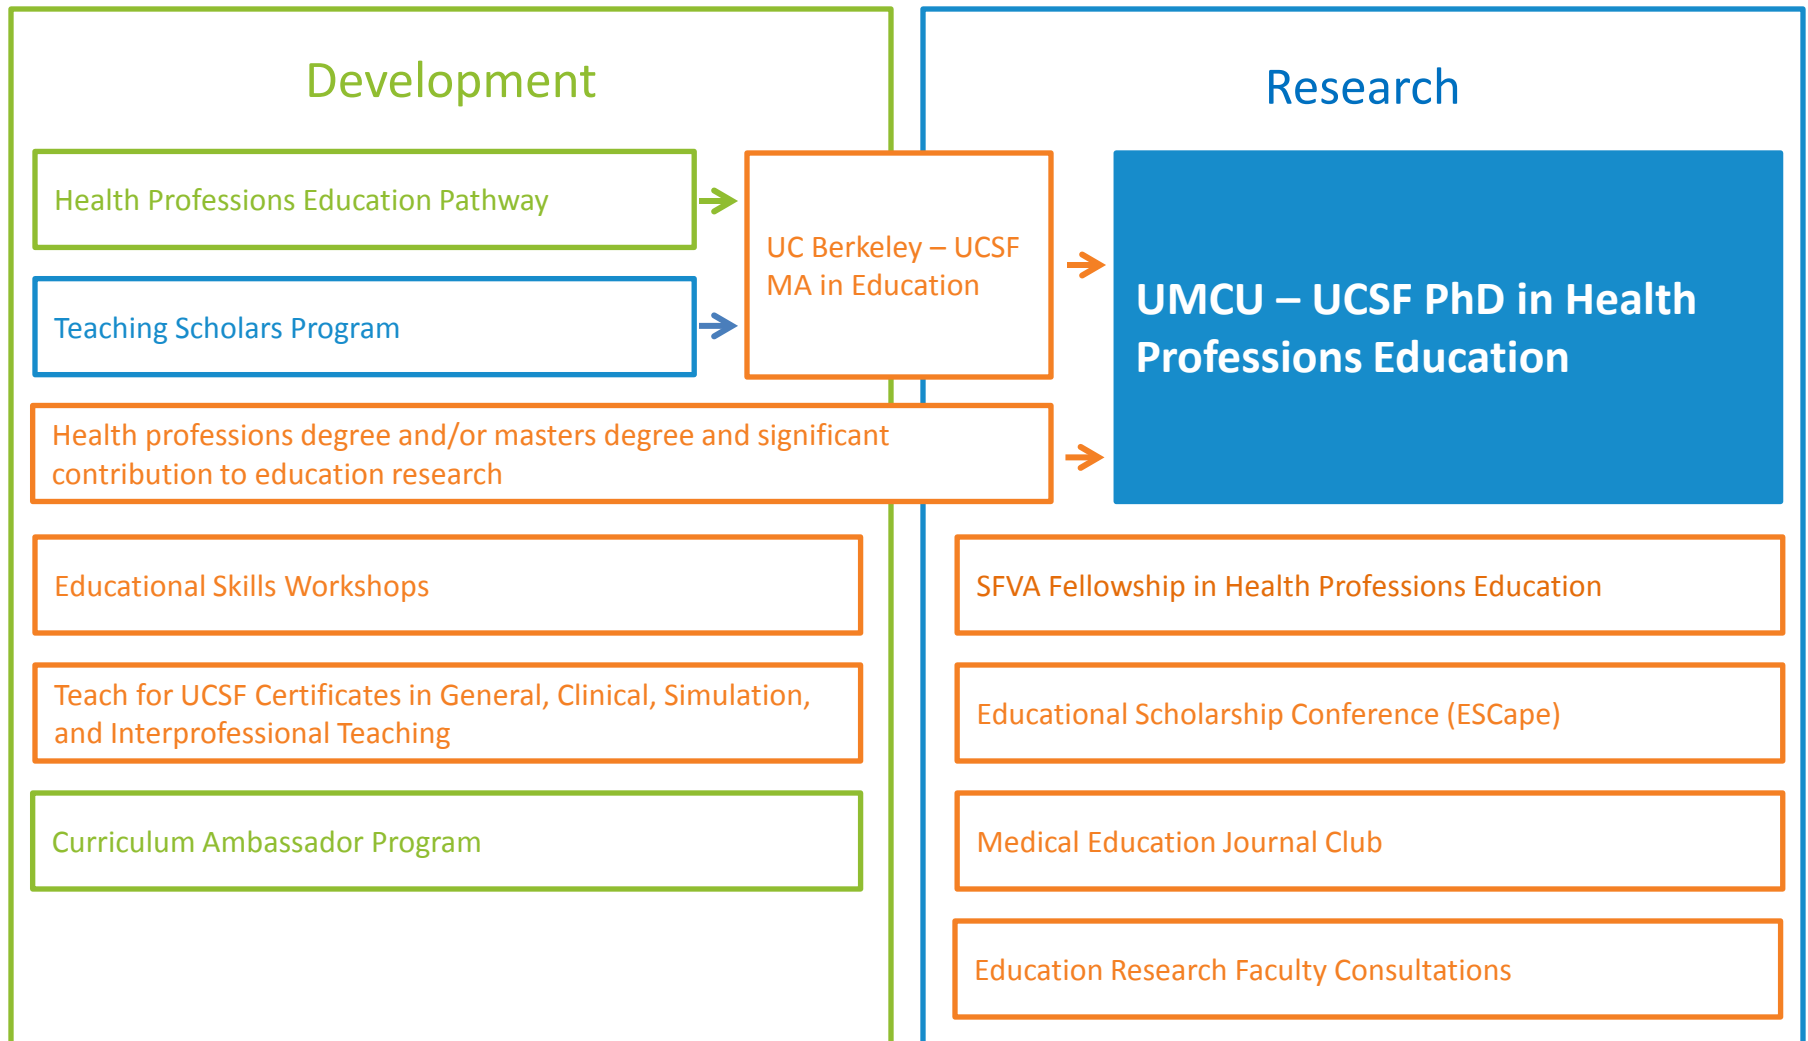 Development
Health Professions Education Pathway
Teaching Scholars Program
UC Berkeley – UCSF
MA in Education
Health professions degree and/or masters degree and significant
contribution to education research
Educational Skills Workshops
Teach for UCSF Certificates in General, Clinical, Simulation,
and Interprofessional Teaching
Curriculum Ambassador Program
Research
UMCU – UCSF PhD in Health
Professions Education
SFVA Fellowship in Health Professions Education
Educational Scholarship Conference (ESCape)
Medical Education Journal Club
Education Research Faculty Consultations